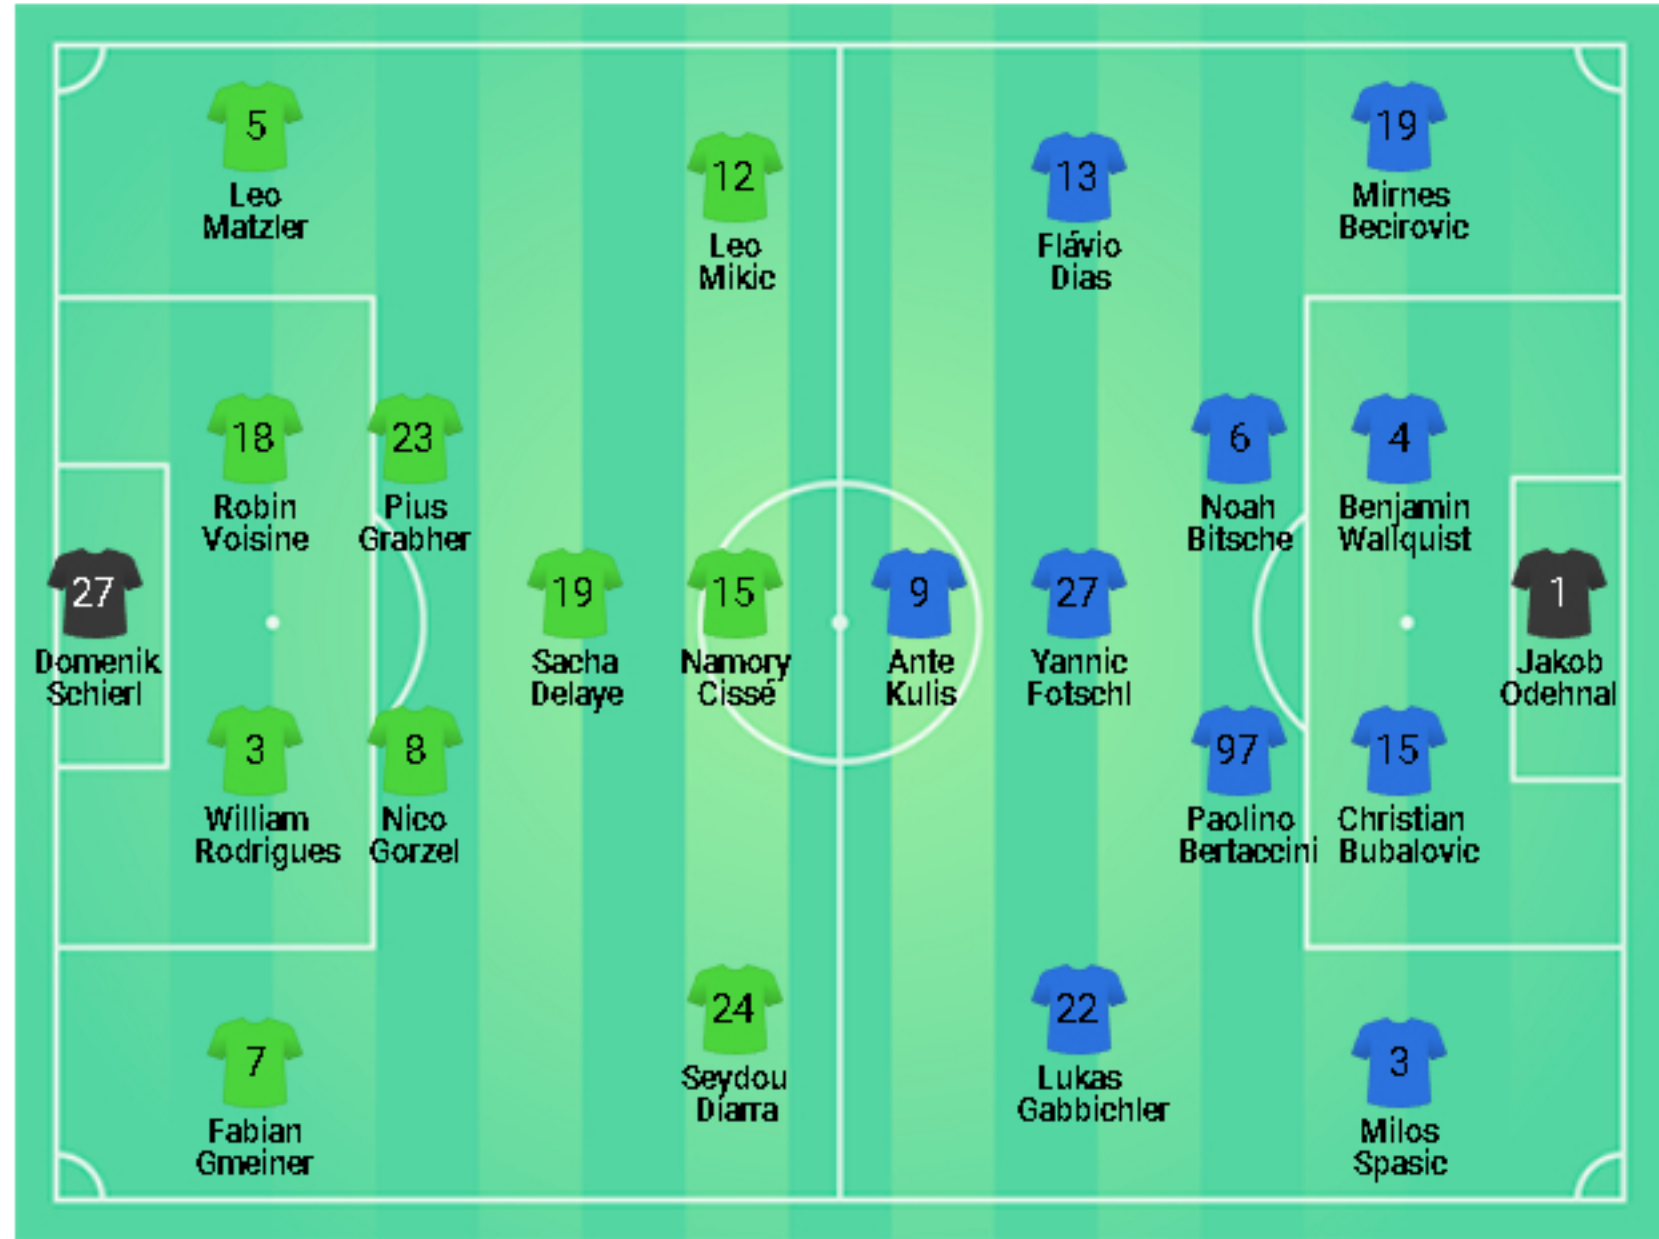 5
Leo
Matzler
12
Leo
Mikic
13
Flávio
Dias
19
Mirnes
Becirovic
18
Robin
Voisine
23
Pius
Grabher
6
Noah
Bitsche
4
Benjamin
Wallquist
27
Domenik
Schierl
19
Sacha
Delaye
15
Namory
Cissé
9
Ante
Kulis
27
Yannic
Fotschl
1
Jakob
Odehnal
3
William
Rodrigues
8
Nico
Gorzel
97
Paolino
Bertaccini
15
Christian
Bubalovic
24
Seydou
Diarra
22
Lukas
Gabbichler
7
Fabian
Gmeiner
3
Milos
Spasic